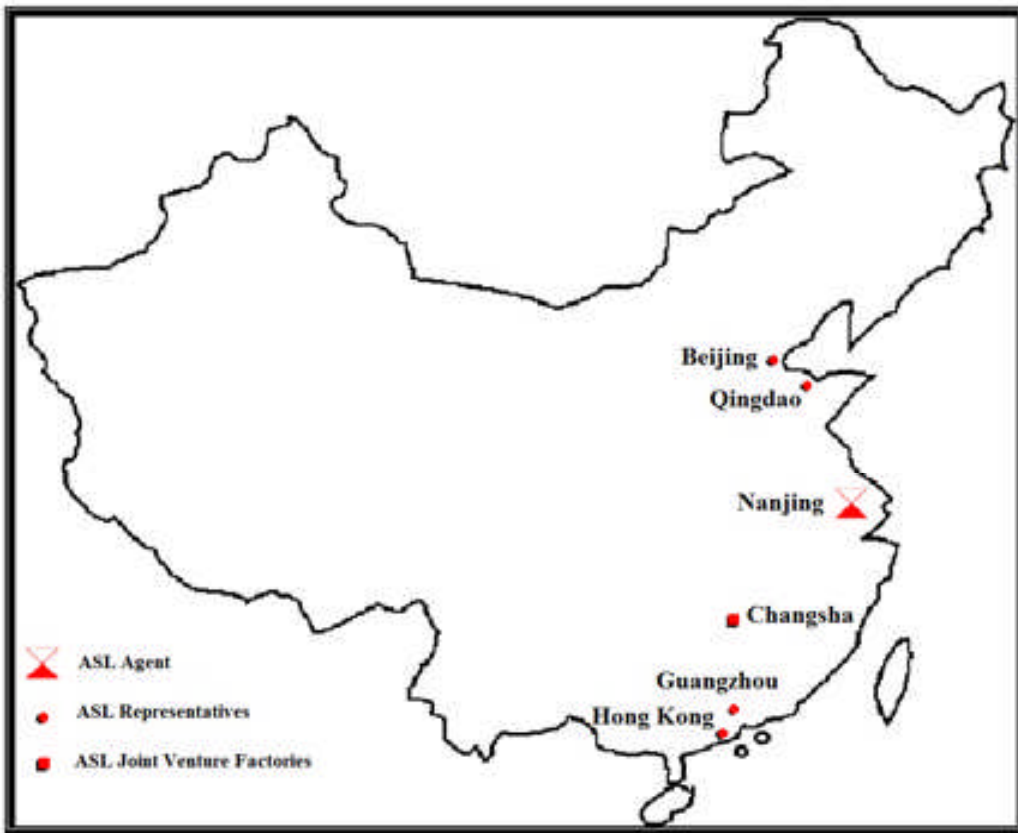 Beijing
Qingdao
Nanjing
Changsha
Guangzhou
Hong Kong
ASL Agent
ASL Representatives
ASL Joint Venture Factories